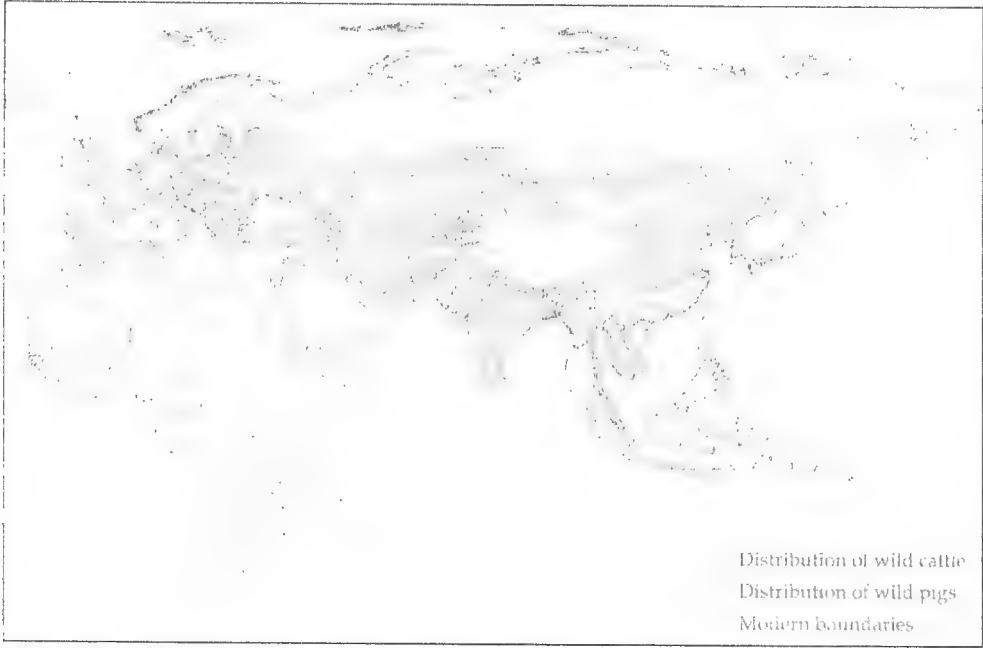 Distribution of wild cattle
Distribution of wild pigs
Modern boundaries